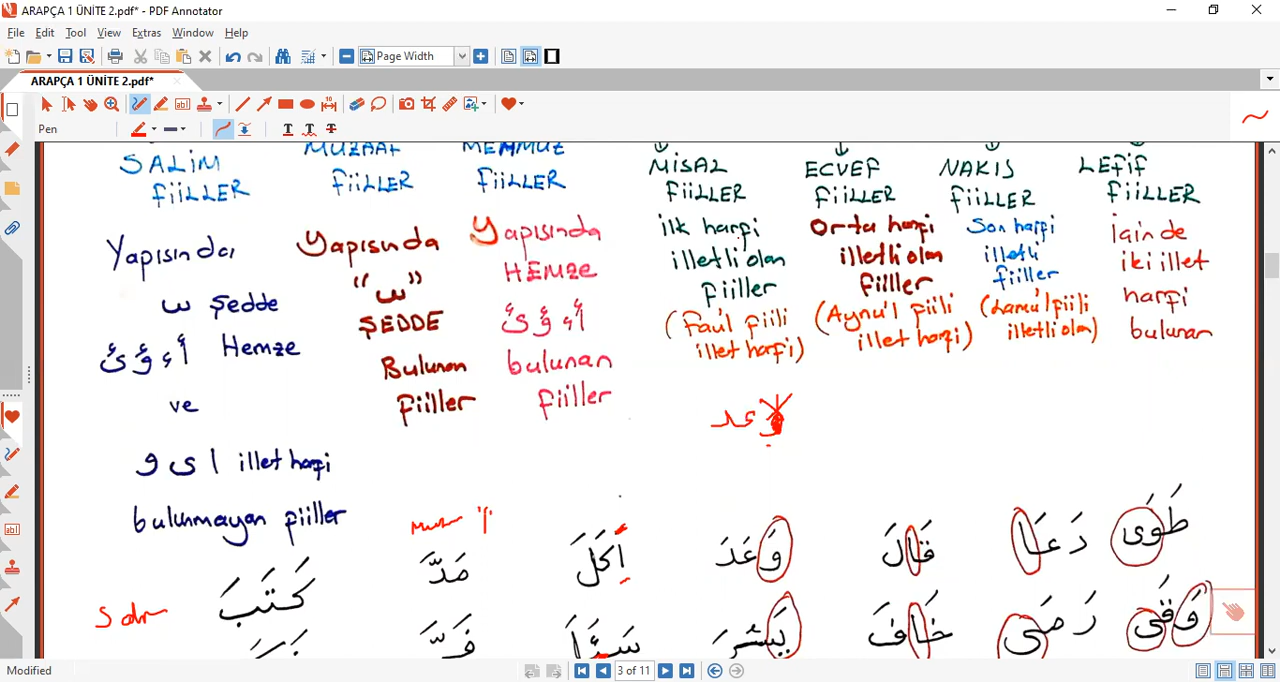 ARAPÇA 1 ÜNİTE 2.pdf* - PDF Annotator
File Edit Tool View Extras Window Help
Page Width
ARAPÇA 1 ÜNİTE 2.pdf*
Pen
SALİM
FİİLLER
MUZAAF
FİİLLER
MEHMUZ
FİİLLER
MİSAL
FİİLLER
ECVEF
FİİLLER
NAKIS
FİİLLER
LEFİF
FİİLLER
Yapısında
ّ Şedde
أ ء ؤ ئ Hemze
ve
ا ى و illet harfi
bulunmayan fiiller
Yapısında
" ّ "
ŞEDDE
Bulunan
fiiller
Yapısında
HEMZE
أ ء ؤ ئ
bulunan
fiiller
ilk harfi
illetli olan
fiiller
(Fau'l fiili
illet harfi)
Orta harfi
illetli olan
fiiller
(Aynu'l fiili
illet harfi)
Son harfi
illetli
fiiller
(Lamu'l fiili
illetli olan)
içinde
iki illet
harfi
bulunan
كَتَبَ
مَدَّ
أَكَلَ
وَعَدَ
قَالَ
دَعَا
طَوَى
فَرَّ
خَافَ
رَمَى
وَقَى
Modified
3 of 11